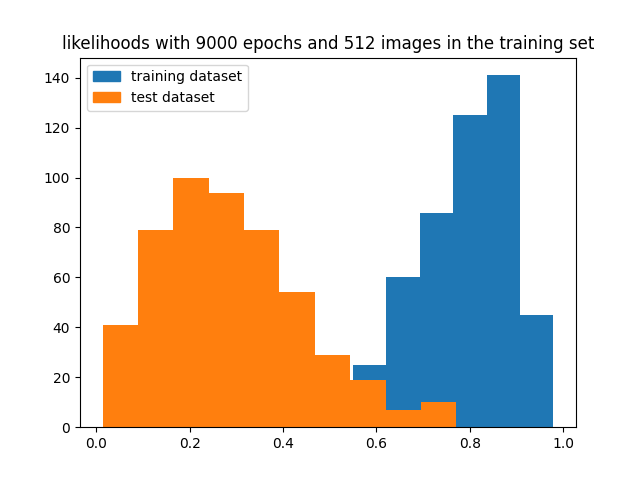 likelihoods with 9000 epochs and 512 images in the training set
training dataset
test dataset
140
120
100
80
60
40
20
0
0.0 0.2 0.4 0.6 0.8 1.0